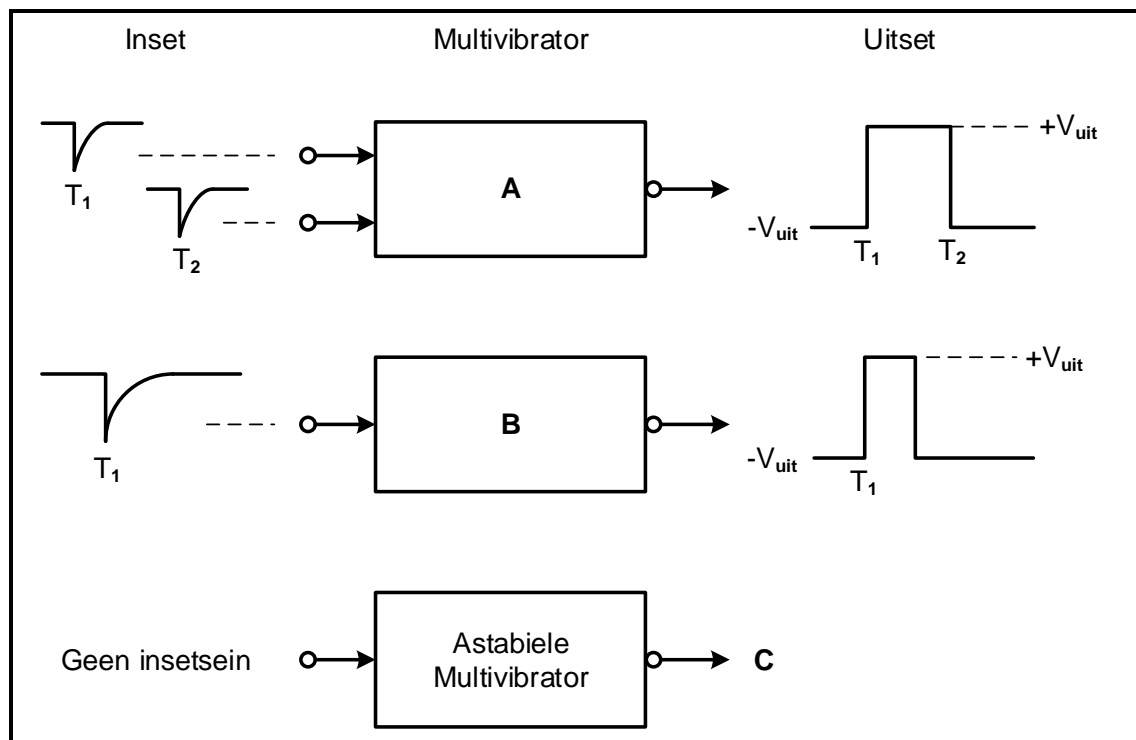 Inset Multivibrator Uitset
T1
T2
A
+Vuit
-Vuit
T1 T2
T1
B
+Vuit
-Vuit
T1
Geen insetsein
Astabiele
Multivibrator
C